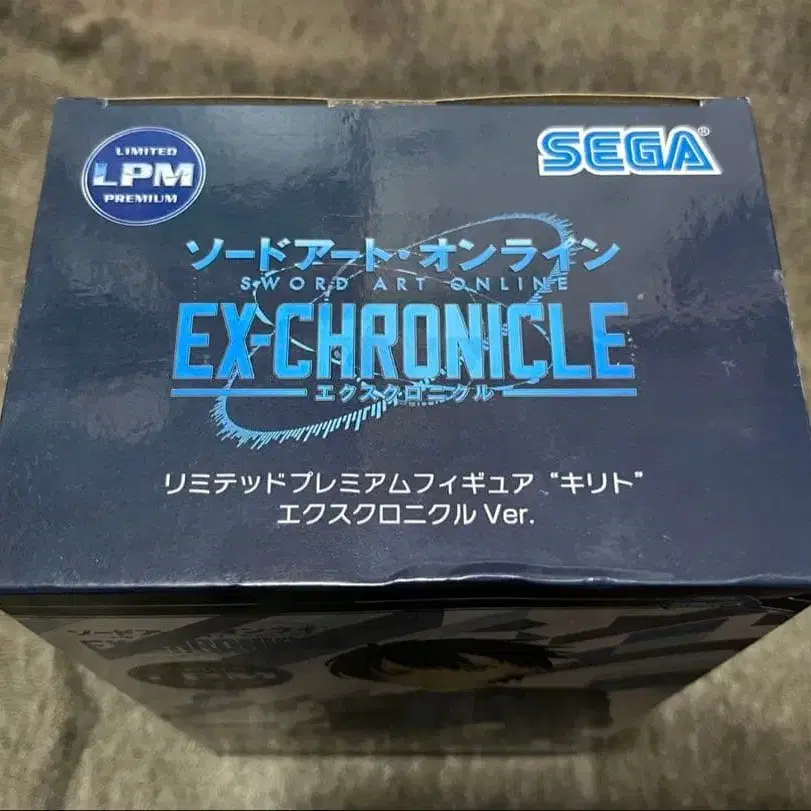 LIMITED
LPM
PREMIUM
SEGA®
ソードアート・オンライン
SWORD ART ONLINE
EX-CHRONICLE
エクスクロニクル
リミテッドプレミアムフィギュア “キリト”
エクスクロニクル Ver.